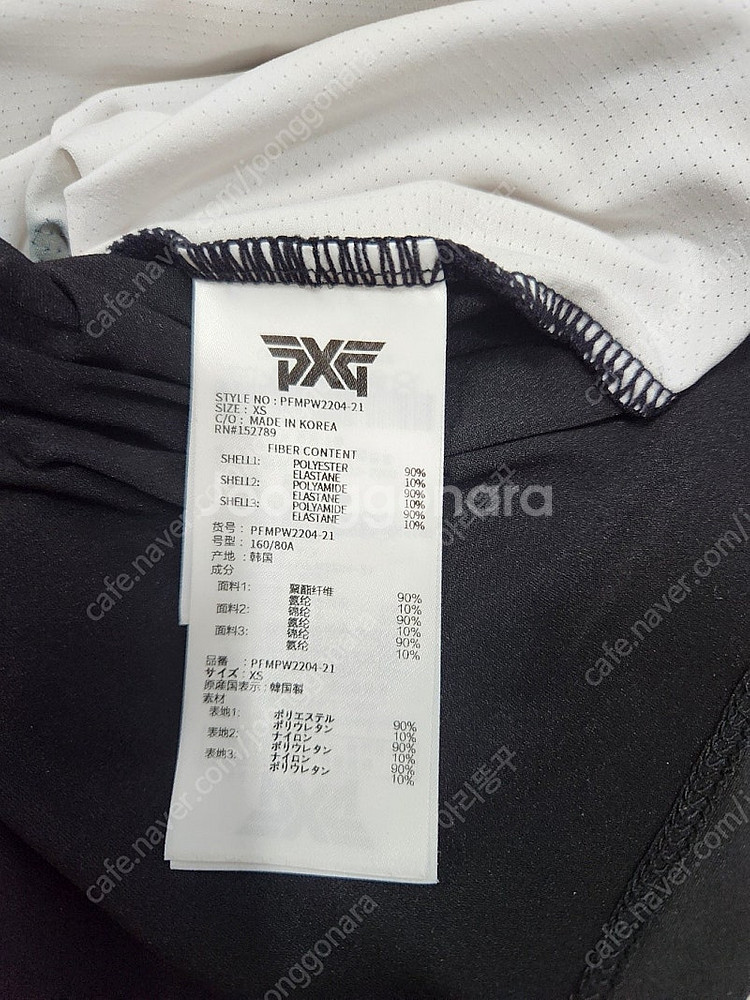 PXG
STYLE NO : PFMPW2204-21
SIZE : XS
C/O : MADE IN KOREA
RN#152789
FIBER CONTENT
SHELL1: POLYESTER 90%
ELASTANE 10%
SHELL2: POLYAMIDE 90%
ELASTANE 10%
SHELL3: POLYAMIDE 90%
ELASTANE 10%
货号 : PFMPW2204-21
号型 : 160/80A
产地 : 韩国
成分
面料1: 聚酯纤维 90%
氨纶 10%
面料2: 锦纶 90%
氨纶 10%
面料3: 锦纶 90%
氨纶 10%
品番 : PFMPW2204-21
サイズ : XS
原産国表示 : 韓国製
素材
表地1: ポリエステル 90%
ポリウレタン 10%
表地2: ナイロン 90%
ポリウレタン 10%
表地3: ナイロン 90%
ポリウレタン 10%
joonggonara
cafe.naver.com/joonggonara